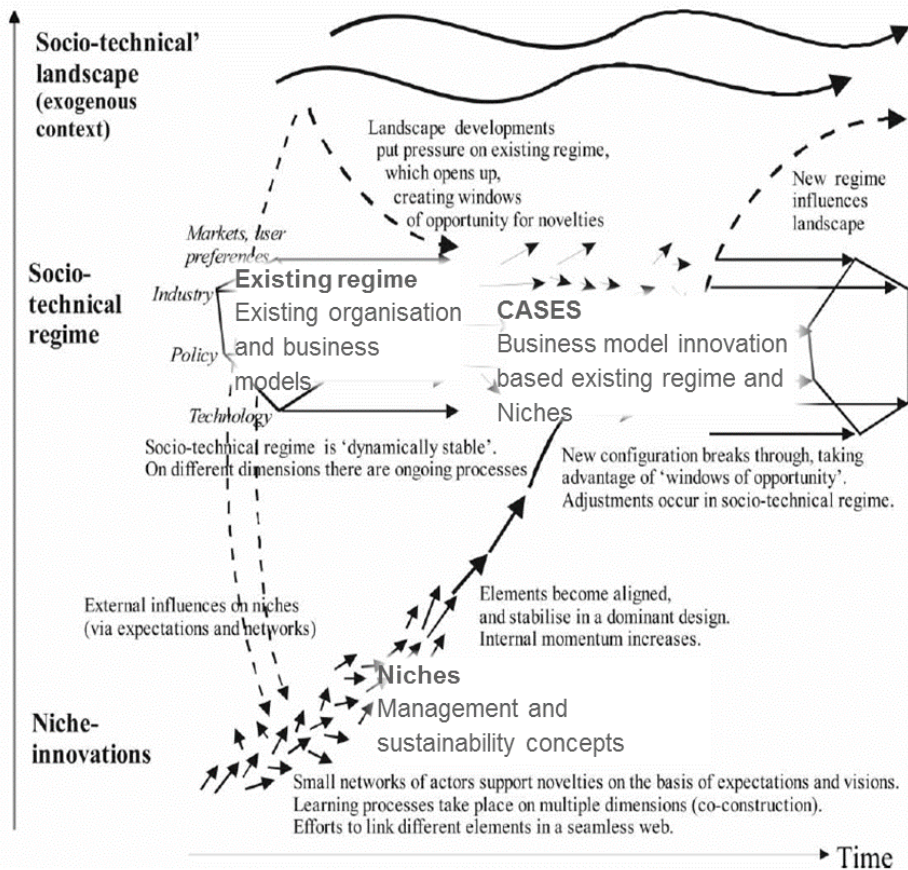 Socio-technical’
landscape
(exogenous
context)
Landscape developments
put pressure on existing regime,
which opens up,
creating windows
of opportunity for novelties
New regime
influences
landscape
Markets, user
preferences
Socio-
technical
regime
Industry
Policy
Technology
Existing regime
Existing organisation
and business
models
CASES
Business model innovation
based existing regime and
Niches
Socio-technical regime is ‘dynamically stable’.
On different dimensions there are ongoing processes
New configuration breaks through, taking
advantage of ‘windows of opportunity’.
Adjustments occur in socio-technical regime.
External influences on niches
(via expectations and networks)
Elements become aligned,
and stabilise in a dominant design.
Internal momentum increases.
Niche-
innovations
Niches
Management and
sustainability concepts
Small networks of actors support novelties on the basis of expectations and visions.
Learning processes take place on multiple dimensions (co-construction).
Efforts to link different elements in a seamless web.
Time